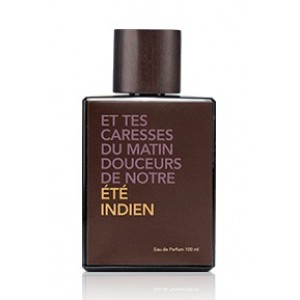 ET TES
CARESSES
DU MATIN
DOUCEURS
DE NOTRE
ÉTÉ
INDIEN
Eau de Parfum 100 ml